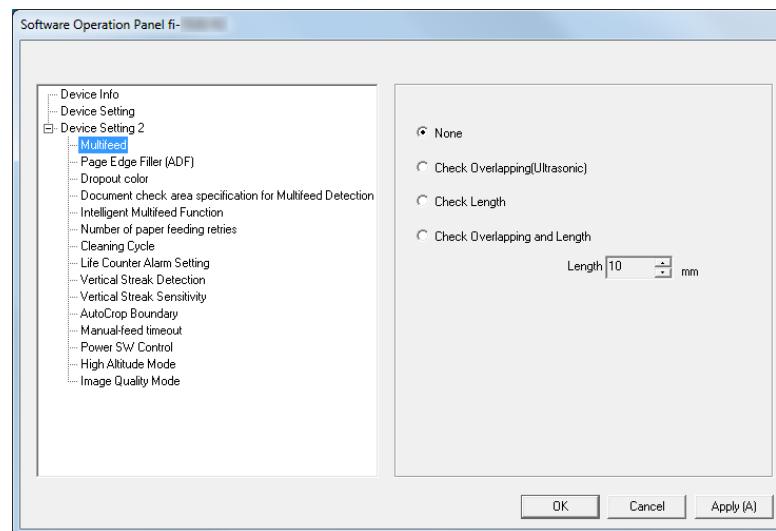 Software Operation Panel fi-
Device Info
Device Setting
Device Setting 2
Multifeed
Page Edge Filler (ADF)
Dropout color
Document check area specification for Multifeed Detection
Intelligent Multifeed Function
Number of paper feeding retries
Cleaning Cycle
Life Counter Alarm Setting
Vertical Streak Detection
Vertical Streak Sensitivity
AutoCrop Boundary
Manual-feed timeout
Power SW Control
High Altitude Mode
Image Quality Mode
None
Check Overlapping(Ultrasonic)
Check Length
Check Overlapping and Length
Length 10 mm
OK Cancel Apply (A)